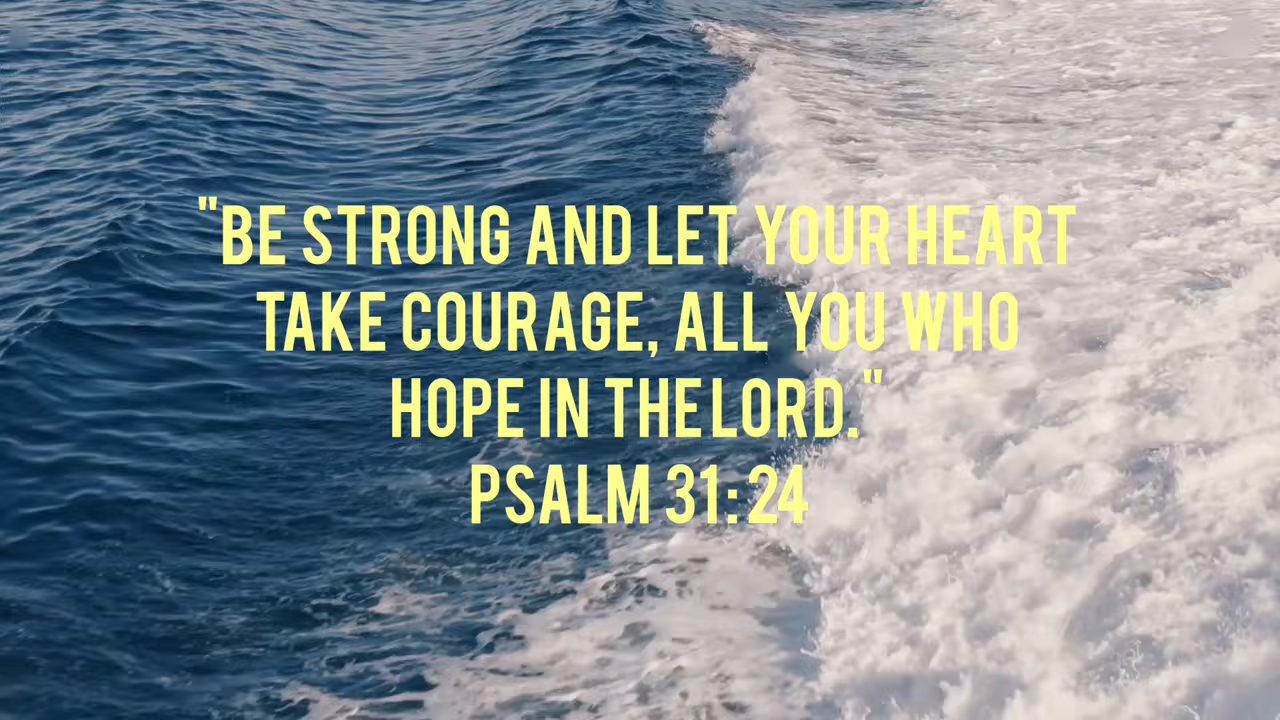 "BE STRONG AND LET YOUR HEART
TAKE COURAGE, ALL YOU WHO
HOPE IN THE LORD."
PSALM 31:24